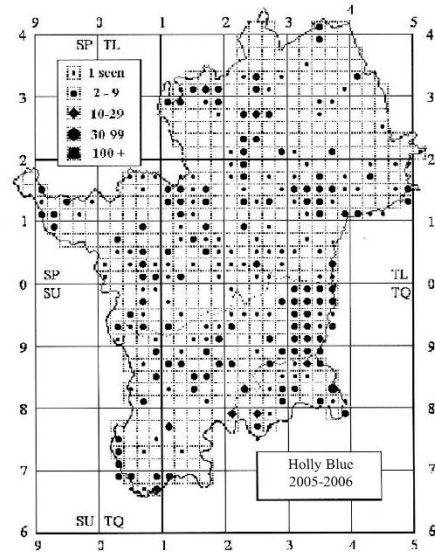 9 0 1 2 3 4 5
4 4
SP TL
1 seen
2 - 9
10-29
30 99
100 +
3 3
2 2
1 1
SP TL
0 0
SU TQ
9 9
8 8
7 7
Holly Blue
2005-2006
6 6
SU TQ
9 0 1 2 3 4 5